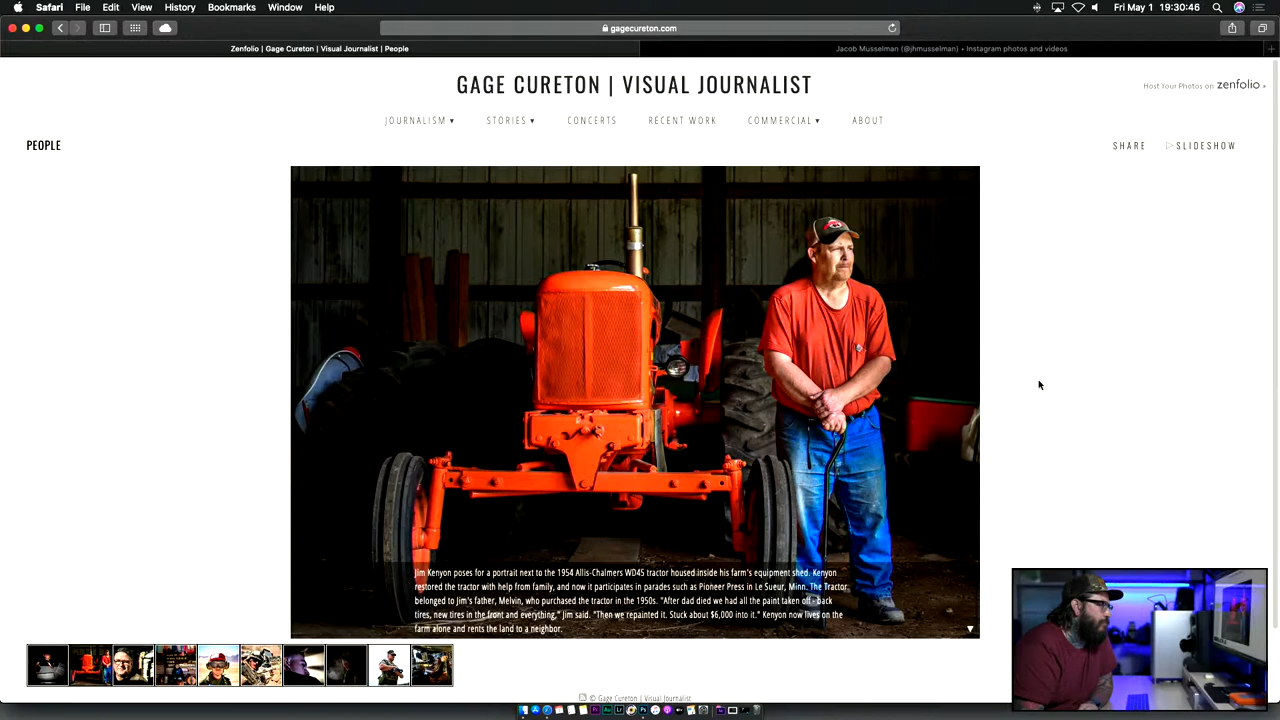 Safari File Edit View History Bookmarks Window Help
Fri May 1 19:30:46
gagecureton.com
Zenfolio | Gage Cureton | Visual Journalist | People
Jacob Musselman (@jhmusselman) • Instagram photos and videos
GAGE CURETON | VISUAL JOURNALIST
Host Your Photos on zenfolio »
JOURNALISM ▾ STORIES ▾ CONCERTS RECENT WORK COMMERCIAL ▾ ABOUT
PEOPLE
SHARE ▷ SLIDESHOW
Jim Kenyon poses for a portrait next to the 1954 Allis-Chalmers WD45 tractor housed inside his farm's equipment shed. Kenyon
restored the tractor with help from family, and now it participates in parades such as Pioneer Press in Le Sueur, Minn. The Tractor
belonged to Jim's father, Melvin, who purchased the tractor in the 1950s. "After dad died we had all the paint taken off - back
tires, new tires in the front and everything," Jim said. "Then we repainted it. Stuck about $6,000 into it." Kenyon now lives on the
farm alone and rents the land to a neighbor.
© Gage Cureton | Visual Journalist